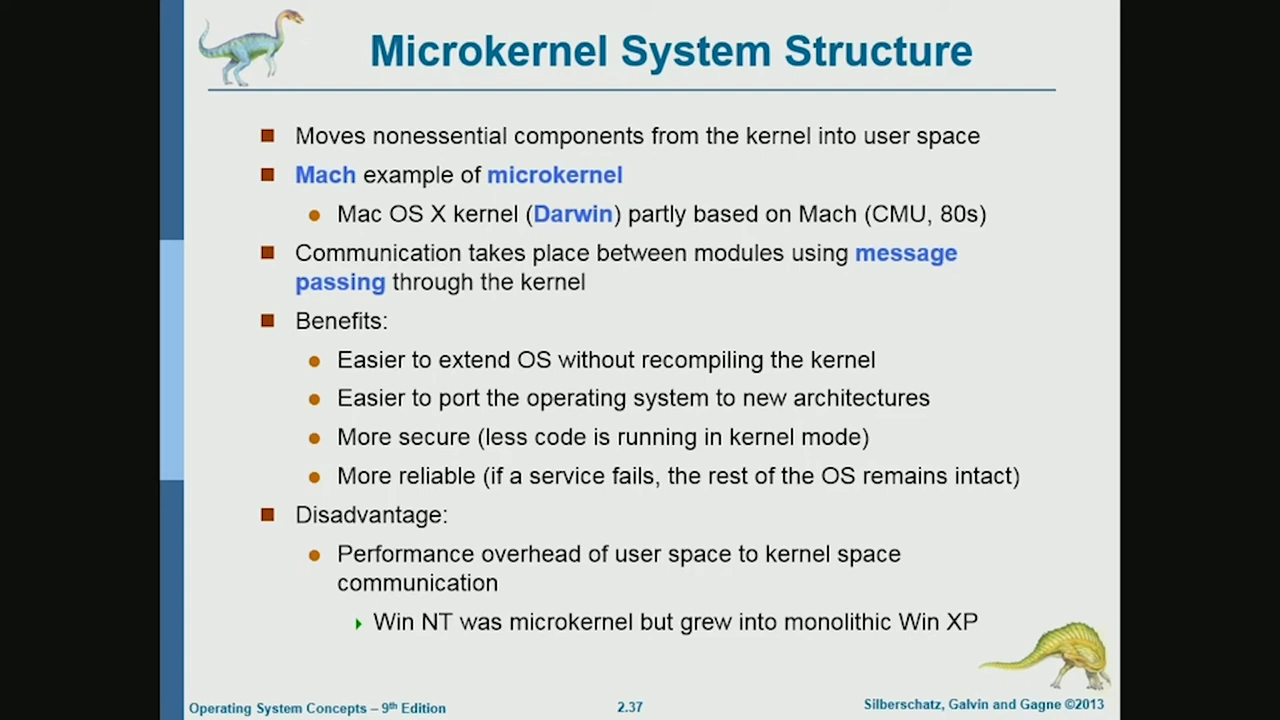 Microkernel System Structure
Moves nonessential components from the kernel into user space
Mach example of microkernel
Mac OS X kernel (Darwin) partly based on Mach (CMU, 80s)
Communication takes place between modules using message
passing through the kernel
Benefits:
Easier to extend OS without recompiling the kernel
Easier to port the operating system to new architectures
More secure (less code is running in kernel mode)
More reliable (if a service fails, the rest of the OS remains intact)
Disadvantage:
Performance overhead of user space to kernel space
communication
Win NT was microkernel but grew into monolithic Win XP
Operating System Concepts – 9th Edition
2.37
Silberschatz, Galvin and Gagne ©2013